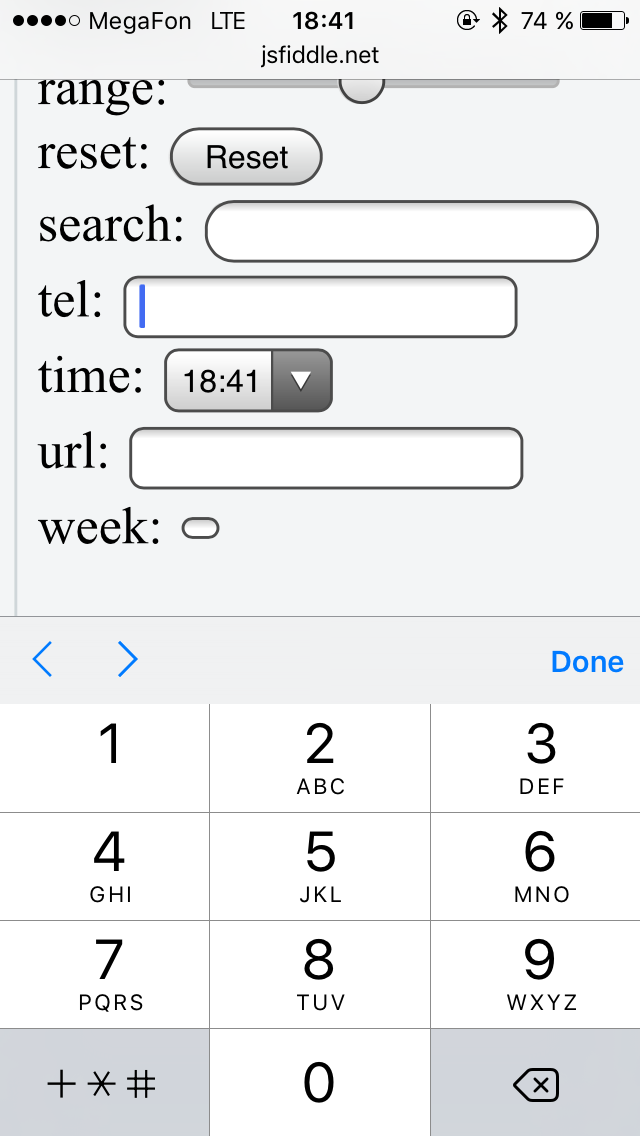 MegaFon LTE 18:41 74 %
jsfiddle.net
range:
reset: Reset
search:
tel:
time: 18:41
url:
week:
Done
1 2 3
ABC DEF
4 5 6
GHI JKL MNO
7 8 9
PQRS TUV WXYZ
+*# 0